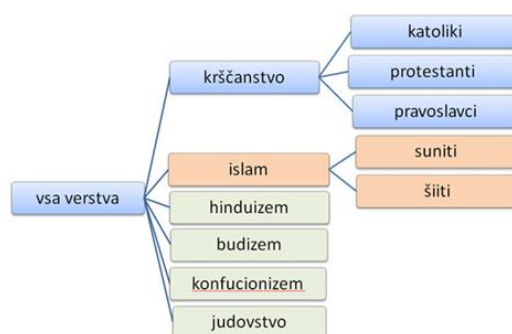 katoliki
krščanstvo
protestanti
pravoslavci
suniti
islam
šiiti
vsa verstva
hinduizem
budizem
konfucionizem
judovstvo